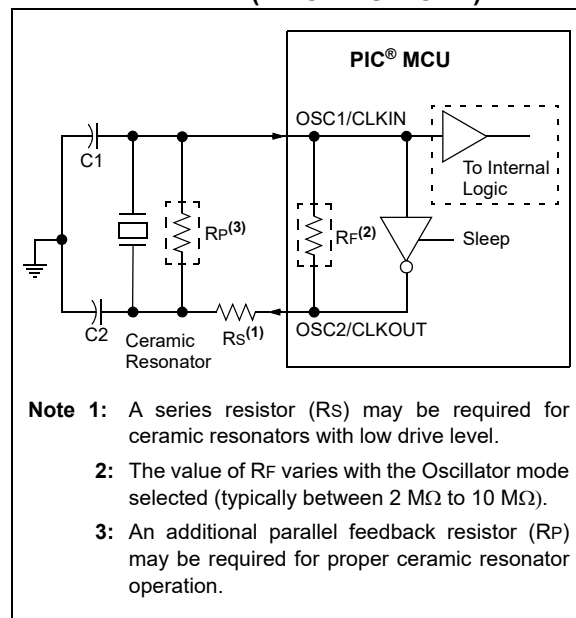 PIC® MCU
OSC1/CLKIN
C1
To Internal
Logic
RP(3)
RF(2)
Sleep
C2
Ceramic
Resonator
RS(1)
OSC2/CLKOUT
Note 1: A series resistor (RS) may be required for
ceramic resonators with low drive level.
2: The value of RF varies with the Oscillator mode
selected (typically between 2 MΩ to 10 MΩ).
3: An additional parallel feedback resistor (RP)
may be required for proper ceramic resonator
operation.